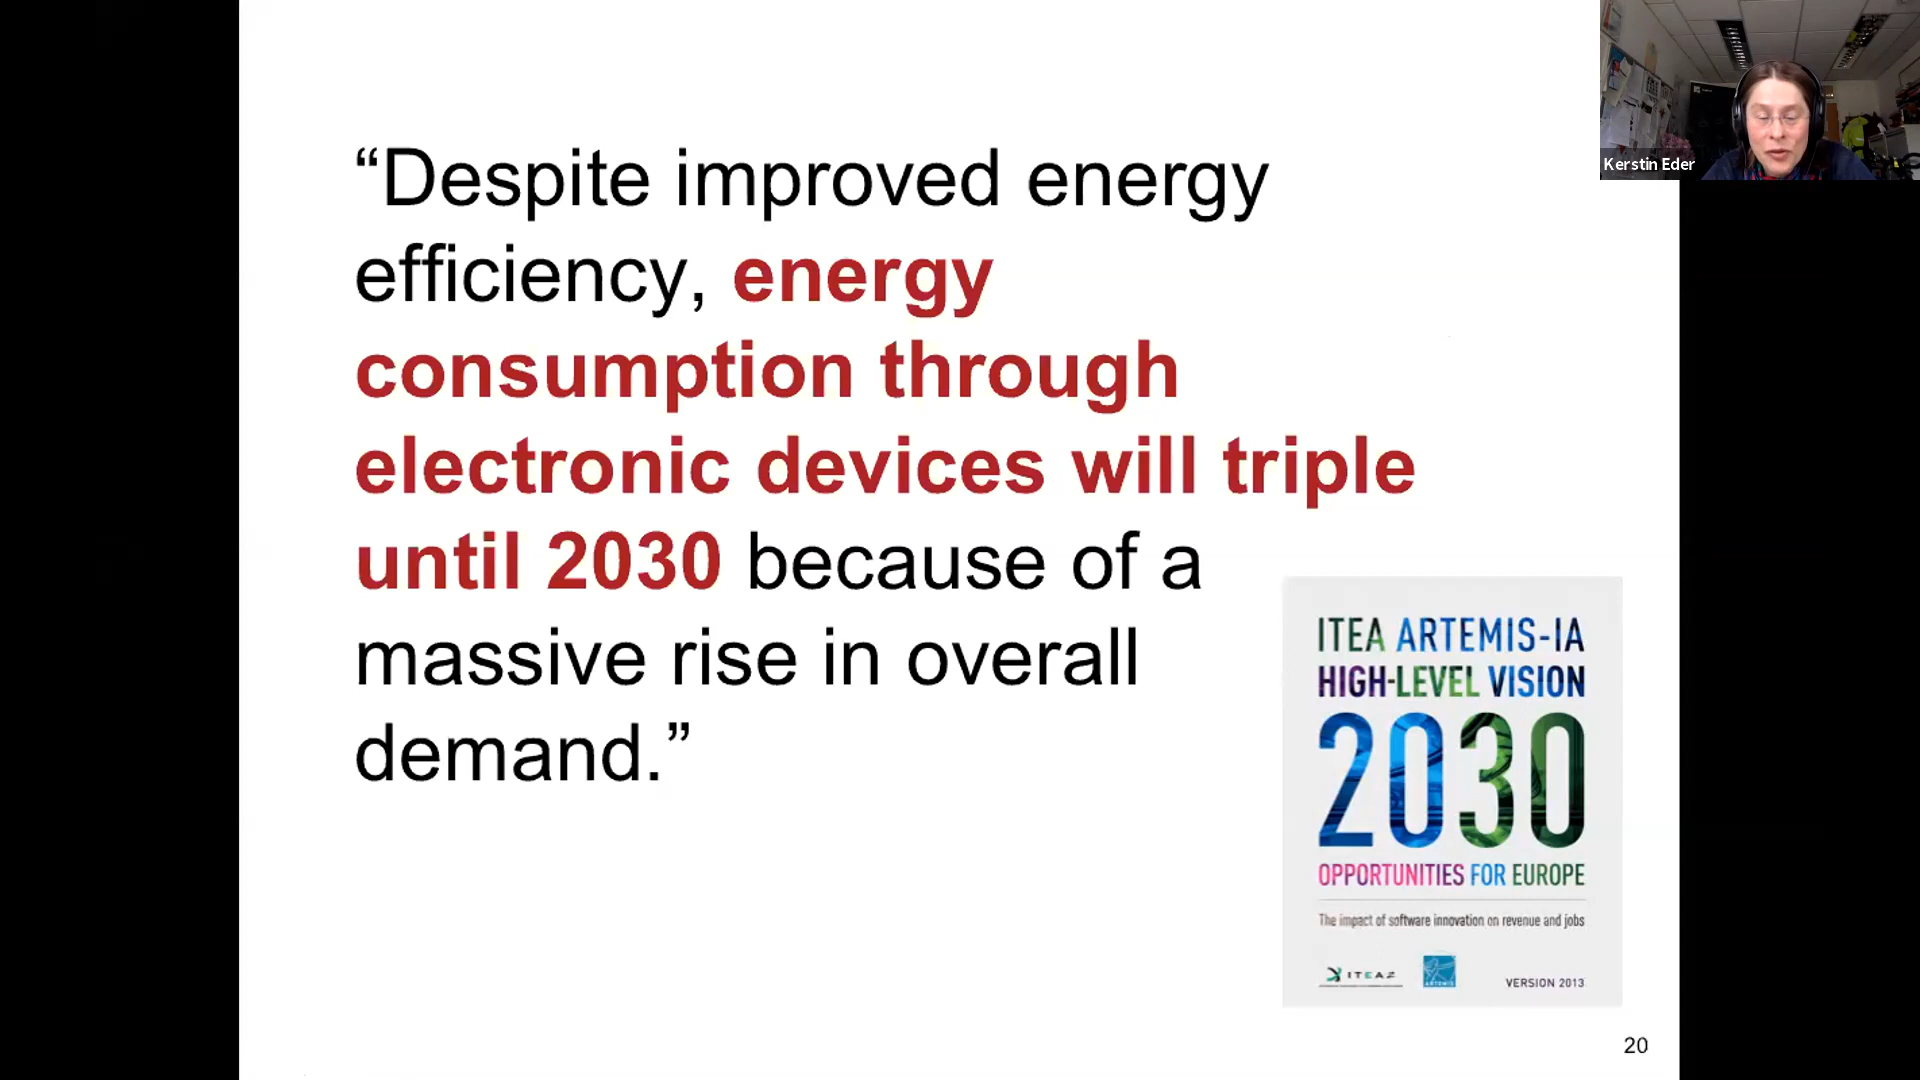 “Despite improved energy
efficiency, energy
consumption through
electronic devices will triple
until 2030 because of a
massive rise in overall
demand.”
Kerstin Eder
ITEA ARTEMIS-IA
HIGH-LEVEL VISION
2030
OPPORTUNITIES FOR EUROPE
The impact of software innovation on revenue and jobs
ITEA2
ARTEMIS
VERSION 2013
20